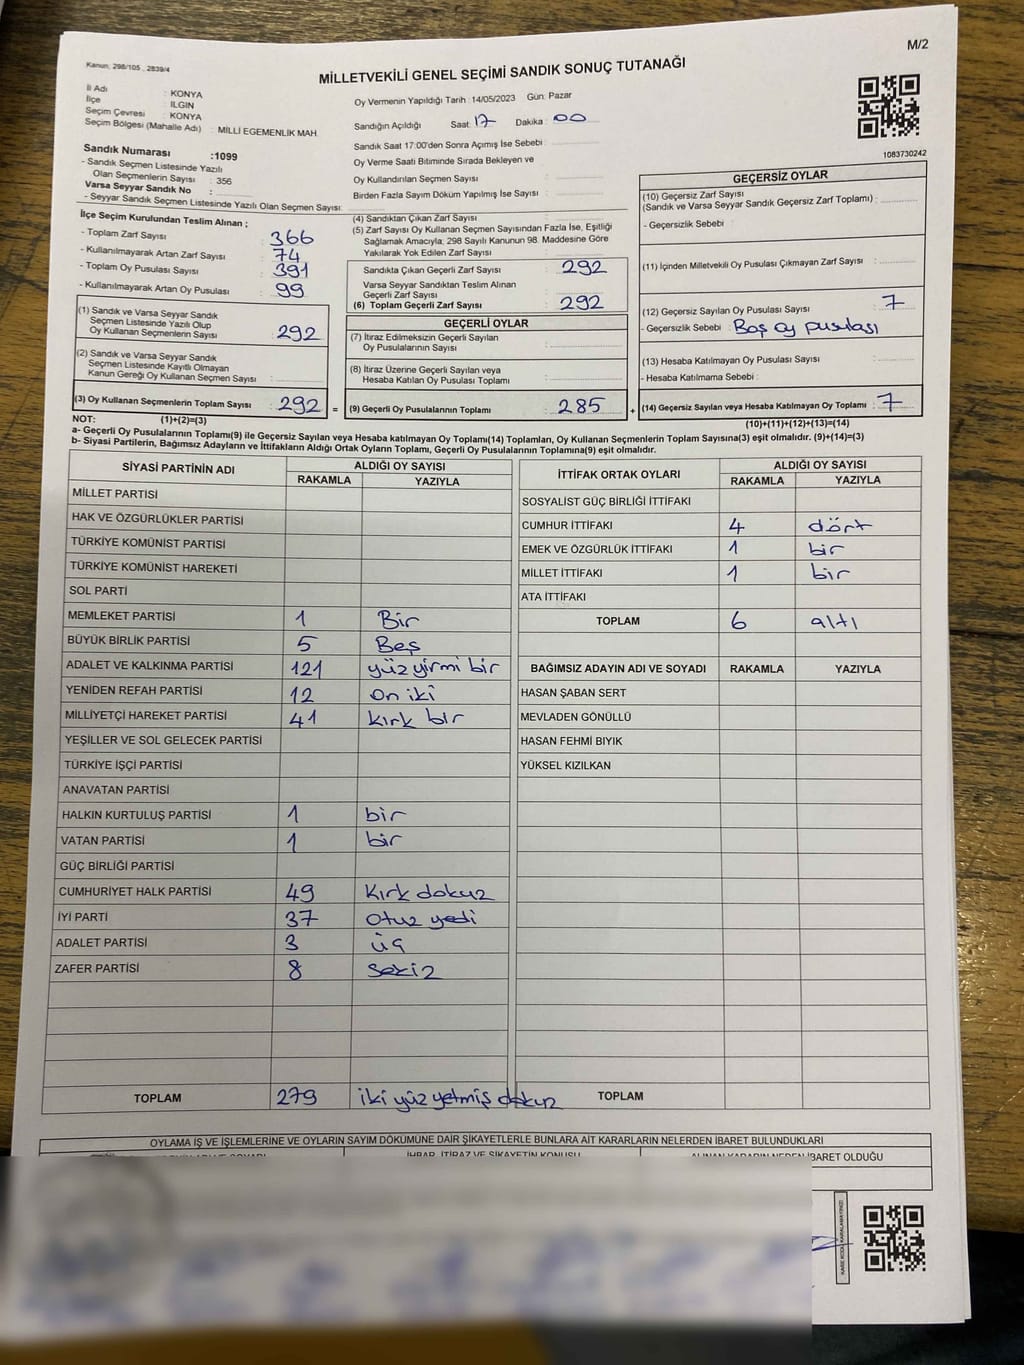 M/2
Kanun: 298/105 , 2839/4
MİLLETVEKİLİ GENEL SEÇİMİ SANDIK SONUÇ TUTANAĞI
İl Adı : KONYA
İlçe : ILGIN
Seçim Çevresi : KONYA
Seçim Bölgesi (Mahalle Adı) : MİLLİ EGEMENLİK MAH.
Sandık Numarası :1099
- Sandık Seçmen Listesinde Yazılı
Olan Seçmenlerin Sayısı : 356
Varsa Seyyar Sandık No :
- Seyyar Sandık Seçmen Listesinde Yazılı Olan Seçmen Sayısı:
Oy Vermenin Yapıldığı Tarih :14/05/2023 Gün: Pazar
Sandığın Açıldığı Saat: 17 Dakika : 00
Sandık Saat 17:00'den Sonra Açımış İse Sebebi :
Oy Verme Saati Bitiminde Sırada Bekleyen ve
Oy Kullandırılan Seçmen Sayısı :
Birden Fazla Sayım Döküm Yapılmış İse Sayısı :
1083730242
İlçe Seçim Kurulundan Teslim Alınan ;
- Toplam Zarf Sayısı : 366
- Kullanılmayarak Artan Zarf Sayısı : 74
- Toplam Oy Pusulası Sayısı : 391
- Kullanılmayarak Artan Oy Pusulası : 99
(1) Sandık ve Varsa Seyyar Sandık
Seçmen Listesinde Yazılı Olup
Oy Kullanan Seçmenlerin Sayısı : 292
(2) Sandık ve Varsa Seyyar Sandık
Seçmen Listesinde Kayıtlı Olmayan
Kanun Gereği Oy Kullanan Seçmen Sayısı :
(3) Oy Kullanan Seçmenlerin Toplam Sayısı : 292 =
(4) Sandıktan Çıkan Zarf Sayısı :
(5) Zarf Sayısı Oy Kullanan Seçmen Sayısından Fazla İse, Eşitliği
Sağlamak Amacıyla; 298 Sayılı Kanunun 98. Maddesine Göre
Yakılarak Yok Edilen Zarf Sayısı :
Sandıkta Çıkan Geçerli Zarf Sayısı : 292
Varsa Seyyar Sandıktan Teslim Alınan
Geçerli Zarf Sayısı :
(6) Toplam Geçerli Zarf Sayısı : 292
GEÇERLİ OYLAR
(7) İtiraz Edilmeksizin Geçerli Sayılan
Oy Pusulalarının Sayısı :
(8) İtiraz Üzerine Geçerli Sayılan veya
Hesaba Katılan Oy Pusulası Toplamı :
(9) Geçerli Oy Pusulalarının Toplamı : 285 +
GEÇERSİZ OYLAR
(10) Geçersiz Zarf Sayısı
(Sandık ve Varsa Seyyar Sandık Geçersiz Zarf Toplamı) :
- Geçersizlik Sebebi :
(11) İçinden Milletvekili Oy Pusulası Çıkmayan Zarf Sayısı :
(12) Geçersiz Sayılan Oy Pusulası Sayısı : 7
- Geçersizlik Sebebi : Boş oy pusulası
(13) Hesaba Katılmayan Oy Pusulası Sayısı :
- Hesaba Katılmama Sebebi :
(14) Geçersiz Sayılan veya Hesaba Katılmayan Oy Toplamı : 7
NOT: (1)+(2)=(3) (10)+(11)+(12)+(13)=(14)
a- Geçerli Oy Pusulalarının Toplamı(9) ile Geçersiz Sayılan veya Hesaba katılmayan Oy Toplamı(14) Toplamları, Oy Kullanan Seçmenlerin Toplam Sayısına(3) eşit olmalıdır. (9)+(14)=(3)
b- Siyasi Partilerin, Bağımsız Adayların ve İttifakların Aldığı Ortak Oyların Toplamı, Geçerli Oy Pusulalarının Toplamına(9) eşit olmalıdır.
SİYASİ PARTİNİN ADI ALDIĞI OY SAYISI
RAKAMLA YAZIYLA
MİLLET PARTİSİ
HAK VE ÖZGÜRLÜKLER PARTİSİ
TÜRKİYE KOMÜNİST PARTİSİ
TÜRKİYE KOMÜNİST HAREKETİ
SOL PARTİ
MEMLEKET PARTİSİ 1 Bir
BÜYÜK BİRLİK PARTİSİ 5 Beş
ADALET VE KALKINMA PARTİSİ 121 yüz yirmi bir
YENİDEN REFAH PARTİSİ 12 on iki
MİLLİYETÇİ HAREKET PARTİSİ 41 kırk bir
YEŞİLLER VE SOL GELECEK PARTİSİ
TÜRKİYE İŞÇİ PARTİSİ
ANAVATAN PARTİSİ
HALKIN KURTULUŞ PARTİSİ 1 bir
VATAN PARTİSİ 1 bir
GÜÇ BİRLİĞİ PARTİSİ
CUMHURİYET HALK PARTİSİ 49 kırk dokuz
İYİ PARTİ 37 otuz yedi
ADALET PARTİSİ 3 üç
ZAFER PARTİSİ 8 sekiz
TOPLAM 279 iki yüz yetmiş dokuz
İTTİFAK ORTAK OYLARI ALDIĞI OY SAYISI
RAKAMLA YAZIYLA
SOSYALİST GÜÇ BİRLİĞİ İTTİFAKI
CUMHUR İTTİFAKI 4 dört
EMEK VE ÖZGÜRLÜK İTTİFAKI 1 bir
MİLLET İTTİFAKI 1 bir
ATA İTTİFAKI
TOPLAM 6 altı
BAĞIMSIZ ADAYIN ADI VE SOYADI RAKAMLA YAZIYLA
HASAN ŞABAN SERT
MEVLADEN GÖNÜLLÜ
HASAN FEHMİ BIYIK
YÜKSEL KIZILKAN
TOPLAM
OYLAMA İŞ VE İŞLEMLERİNE VE OYLARIN SAYIM DÖKÜMÜNE DAİR ŞİKAYETLERLE BUNLARA AİT KARARLARIN NELERDEN İBARET BULUNDUKLARI
İHBAR, İTİRAZ VE ŞİKAYETİN KONUSU
ALINAN KARARIN NEDEN İBARET OLDUĞU